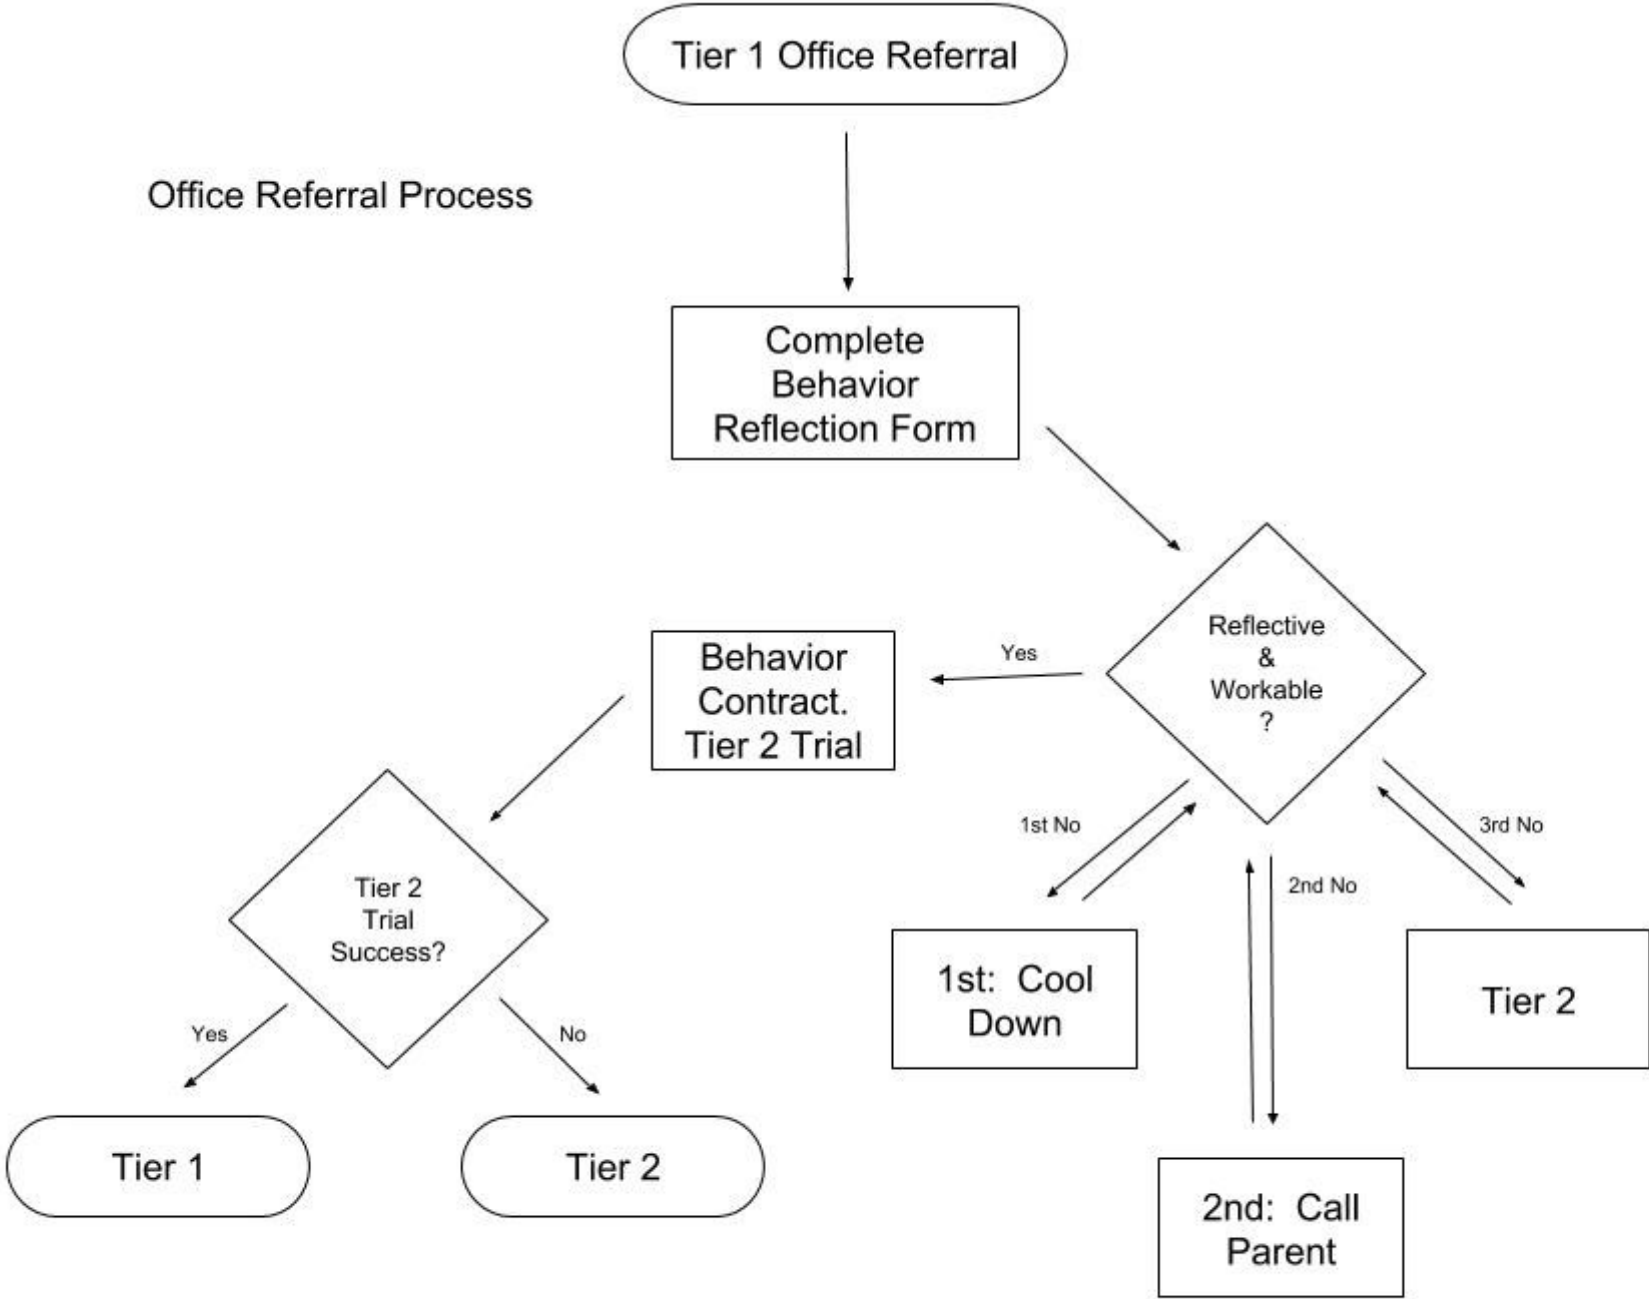 Tier 1 Office Referral
Office Referral Process
Complete
Behavior
Reflection Form
Reflective
&
Workable
?
Yes
Behavior
Contract.
Tier 2 Trial
1st No
3rd No
2nd No
Tier 2
Trial
Success?
1st:  Cool
Down
Tier 2
Yes
No
Tier 1
Tier 2
2nd:  Call
Parent